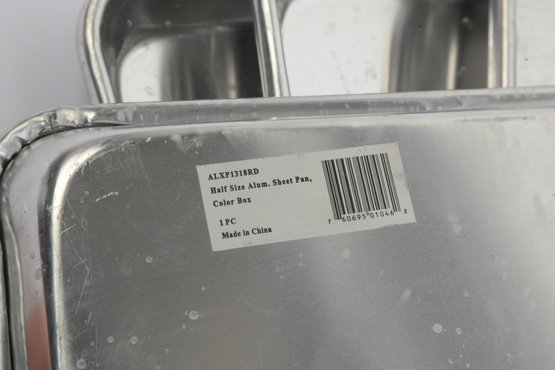 ALXP1318RD
Half Size Alum. Sheet Pan,
Color Box
1 PC
Made in China
7 60695 01046 2